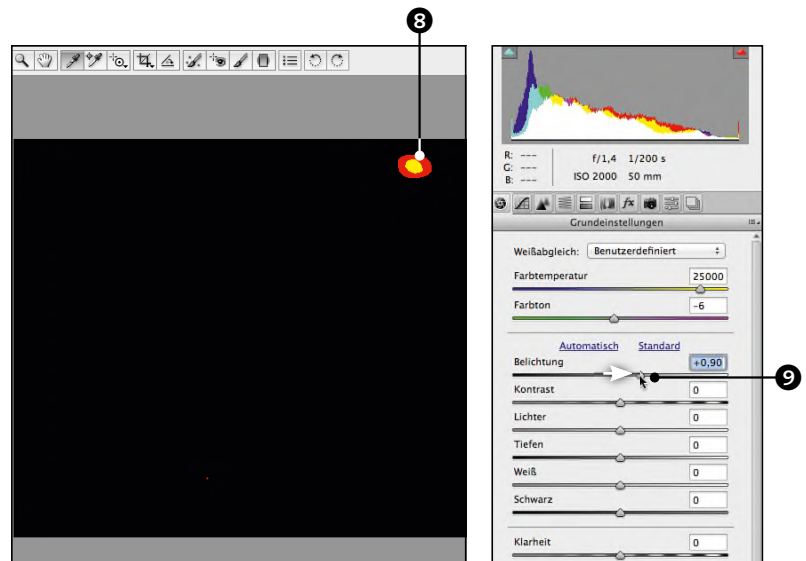 8
R: ---
G: ---
B: ---
f/1,4 1/200 s
ISO 2000 50 mm
fx
Grundeinstellungen
Weißabgleich: Benutzerdefiniert
Farbtemperatur 25000
Farbton -6
Automatisch Standard
Belichtung +0,90
9
Kontrast 0
Lichter 0
Tiefen 0
Weiß 0
Schwarz 0
Klarheit 0